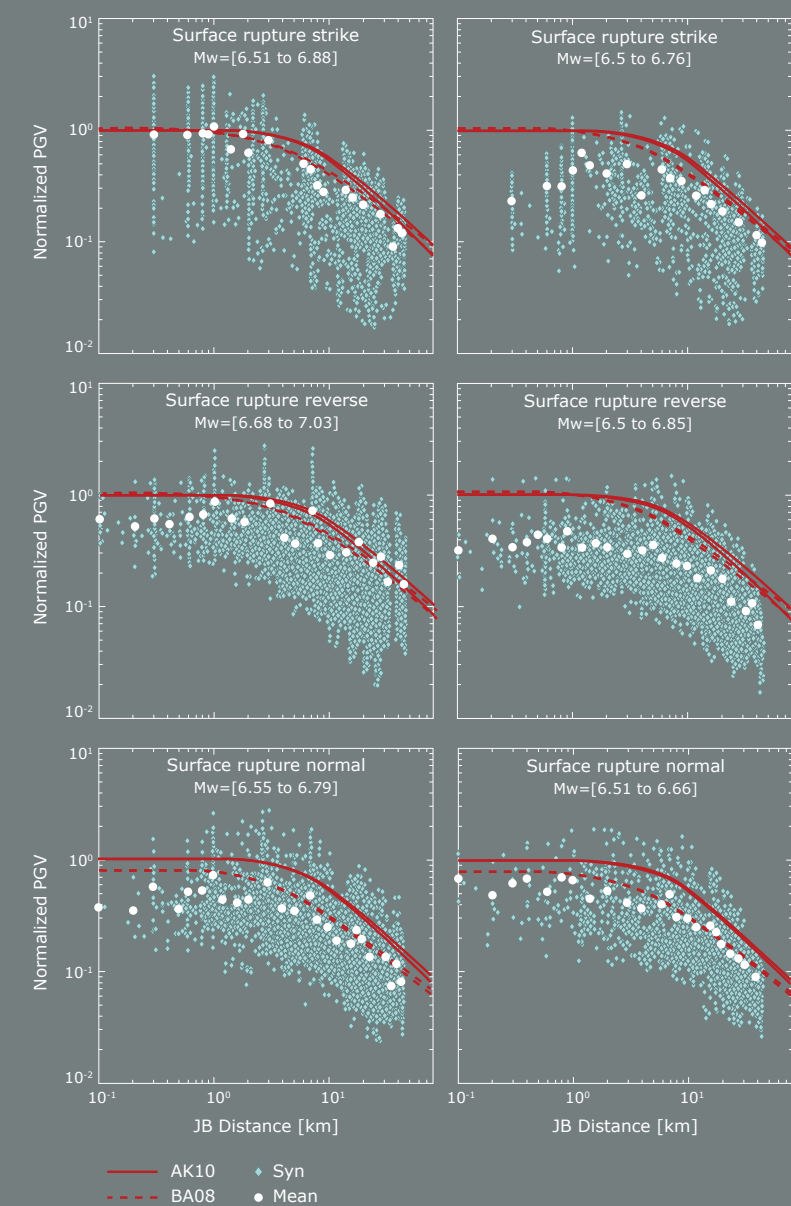 Surface rupture strike
Mw=[6.51 to 6.88]
Surface rupture strike
Mw=[6.5 to 6.76]
Normalized PGV
10¹
10⁰
10⁻¹
10⁻²
Surface rupture reverse
Mw=[6.68 to 7.03]
Surface rupture reverse
Mw=[6.5 to 6.85]
Normalized PGV
10¹
10⁰
10⁻¹
10⁻²
Surface rupture normal
Mw=[6.55 to 6.79]
Surface rupture normal
Mw=[6.51 to 6.66]
Normalized PGV
10¹
10⁰
10⁻¹
10⁻²
10⁻¹ 10⁰ 10¹
10⁻¹ 10⁰ 10¹
JB Distance [km]
JB Distance [km]
AK10
Syn
BA08
Mean